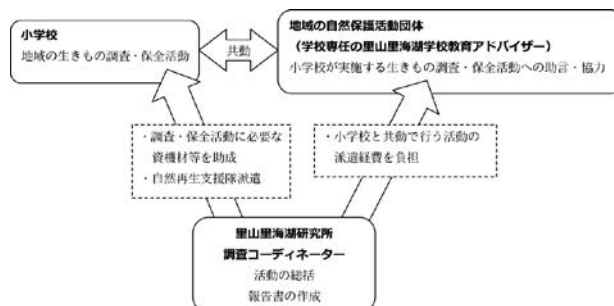 小学校
地域の生きもの調査・保全活動
共動
地域の自然保護活動団体
（学校専任の里山里海湖学校教育アドバイザー）
小学校が実施する生きもの調査・保全活動への助言・協力
・調査・保全活動に必要な
資機材等を助成
・自然再生支援隊派遣
・小学校と共動で行う活動の
派遣経費を負担
里山里海湖研究所
調査コーディネーター
活動の総括
報告書の作成